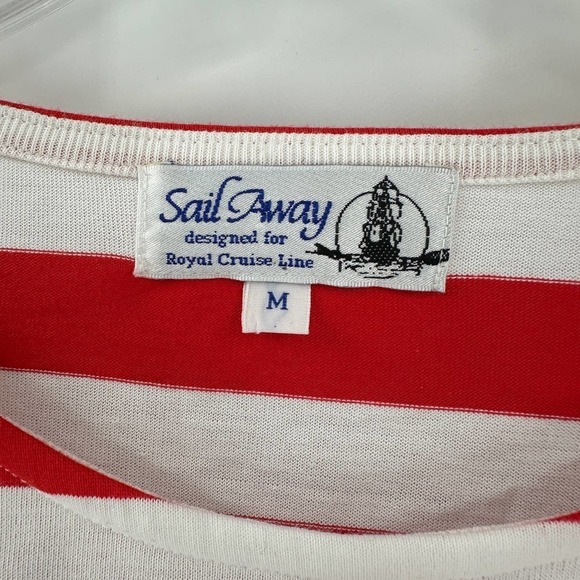 Sail Away
designed for
Royal Cruise Line
M